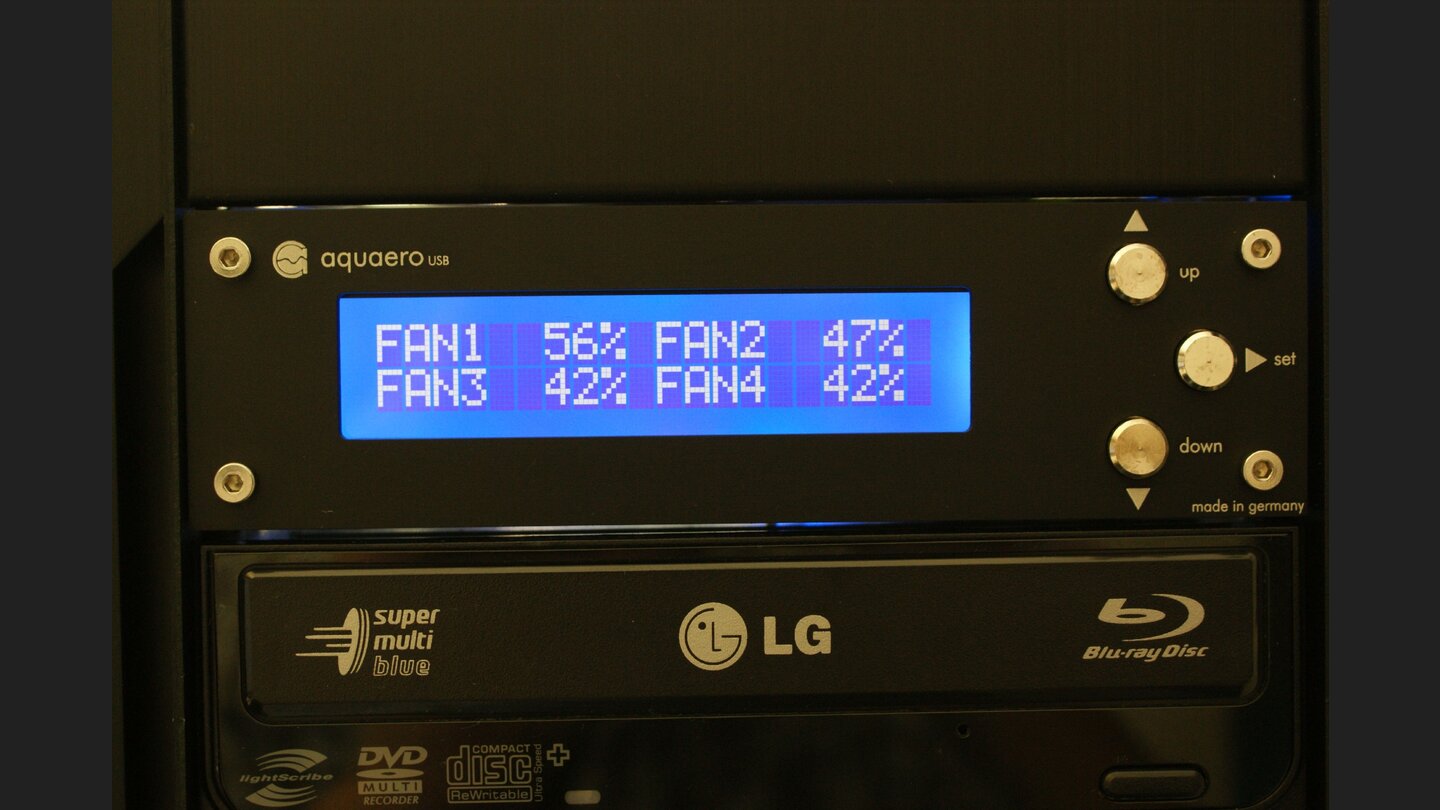 aquaero USB
up
FAN1 56% FAN2 47%
FAN3 42% FAN4 42%
set
down
made in germany
super
multi
blue
LG
Blu-ray Disc
lightScribe
DVD
MULTI
RECORDER
COMPACT
disc
ReWritable
Ultra Speed